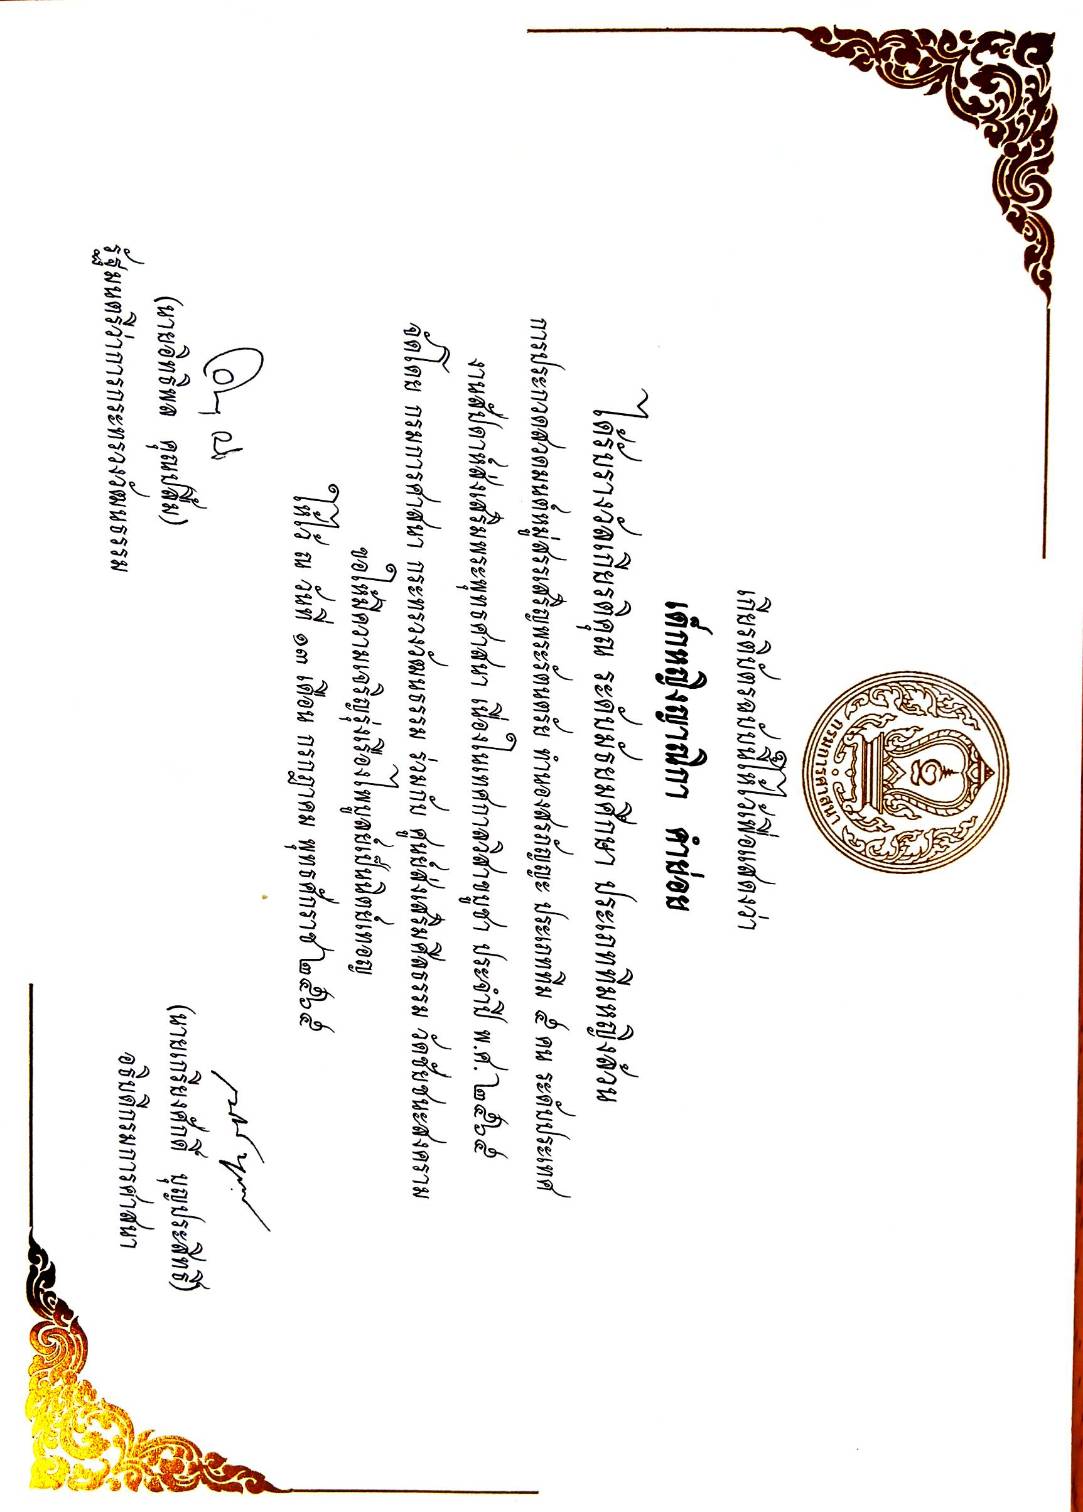 กรมการศาสนา
เกียรติบัตรฉบับนี้ให้ไว้เพื่อแสดงว่า
เด็กหญิงญาณิกา คำย่อย
ได้รับรางวัลเกียรติคุณ ระดับมัธยมศึกษา ประเภททีมหญิงล้วน
การประกวดสวดมนต์หมู่สรรเสริญพระรัตนตรัย ทำนองสรภัญญะ ประเภททีม ๕ คน ระดับประเทศ
งานสัปดาห์ส่งเสริมพระพุทธศาสนา เนื่องในเทศกาลวิสาขบูชา ประจำปี พ.ศ. ๒๕๖๕
จัดโดย กรมการศาสนา กระทรวงวัฒนธรรม ร่วมกับ ศูนย์ส่งเสริมศีลธรรม วัดชัยชนะสงคราม
ขอให้มีความเจริญรุ่งเรืองไพบูลย์เป็นนิตย์เทอญ
ให้ไว้ ณ วันที่ ๑๓ เดือน กรกฎาคม พุทธศักราช ๒๕๖๕
(นายอิทธิพล คุณปลื้ม)
รัฐมนตรีว่าการกระทรวงวัฒนธรรม
(นายเกรียงศักดิ์ บุญประสิทธิ์)
อธิบดีกรมการศาสนา